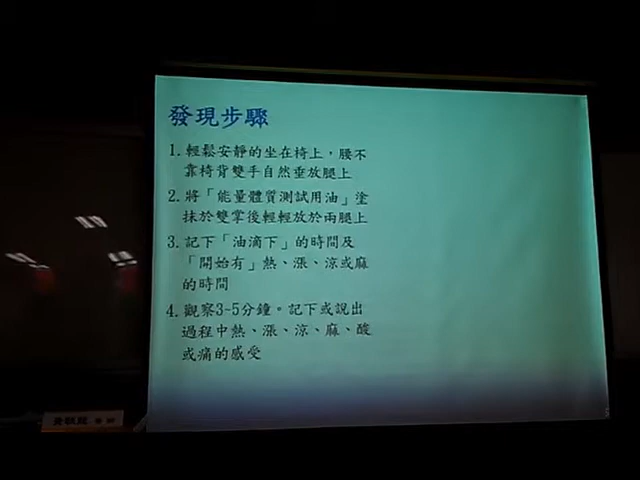 發現步驟
1. 輕鬆安靜的坐在椅上，腰不
靠椅背雙手自然垂放腿上
2. 將「能量體質測試用油」塗
抹於雙掌後輕輕放於兩腿上
3. 記下「油滴下」的時間及
「開始有」熱、漲、涼或麻
的時間
4. 觀察3-5分鐘。記下或說出
過程中熱、漲、涼、麻、酸
或痛的感受